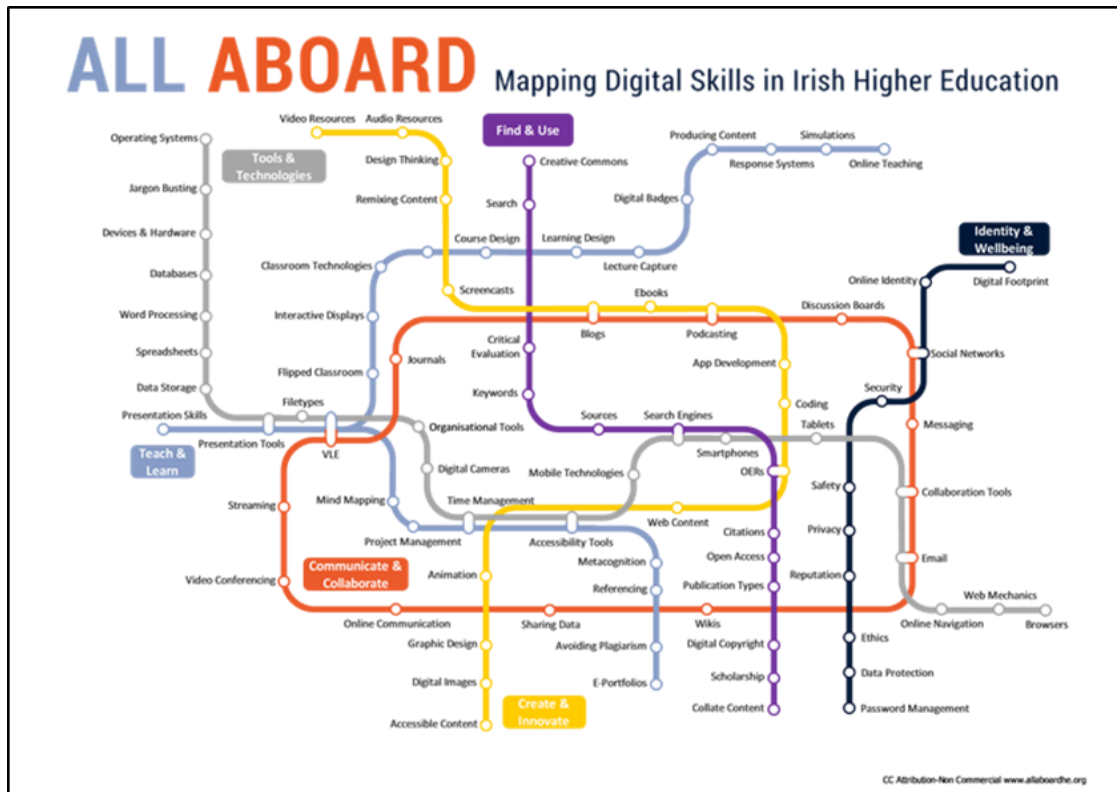 ALL ABOARD Mapping Digital Skills in Irish Higher Education
Video Resources
Audio Resources
Find & Use
Producing Content
Simulations
Operating Systems
Tools &
Technologies
Design Thinking
Creative Commons
Response Systems
Online Teaching
Jargon Busting
Remixing Content
Search
Digital Badges
Devices & Hardware
Course Design
Learning Design
Identity &
Wellbeing
Databases
Classroom Technologies
Lecture Capture
Online Identity
Digital Footprint
Screencasts
Ebooks
Discussion Boards
Word Processing
Interactive Displays
Blogs
Podcasting
Spreadsheets
Journals
Critical
Evaluation
App Development
Social Networks
Data Storage
Flipped Classroom
Keywords
Security
Presentation Skills
Filetypes
Sources
Search Engines
Coding
Tablets
Messaging
Presentation Tools
Organisational Tools
Smartphones
Teach &
Learn
VLE
Digital Cameras
Mobile Technologies
OERs
Streaming
Mind Mapping
Time Management
Safety
Collaboration Tools
Web Content
Project Management
Accessibility Tools
Citations
Privacy
Communicate &
Collaborate
Metacognition
Open Access
Email
Video Conferencing
Animation
Referencing
Publication Types
Reputation
Web Mechanics
Online Communication
Sharing Data
Wikis
Online Navigation
Browsers
Graphic Design
Avoiding Plagiarism
Digital Copyright
Ethics
Digital Images
E-Portfolios
Scholarship
Data Protection
Create &
Innovate
Accessible Content
Collate Content
Password Management
CC Attribution-Non Commercial www.allaboardhe.org